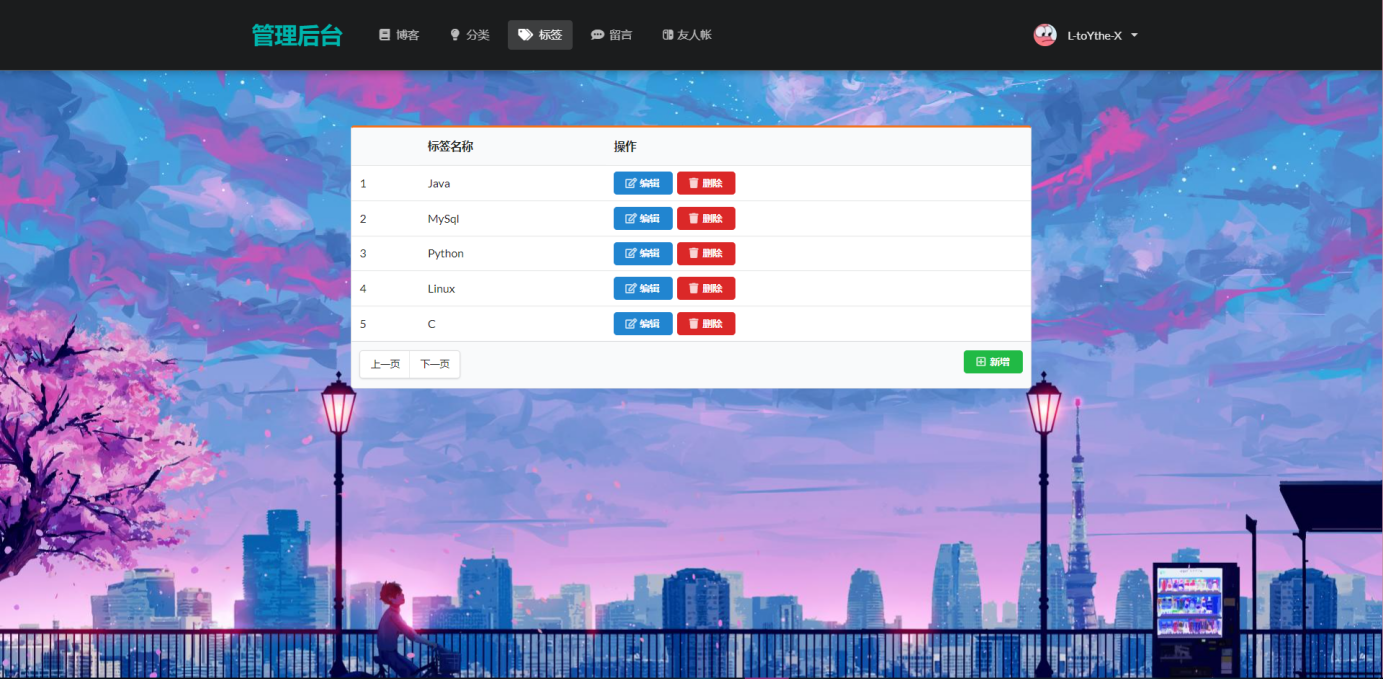 管理后台 博客 分类 标签 留言 友人帐 L-toYthe-X
标签名称 操作
1 Java 编辑 删除
2 MySql 编辑 删除
3 Python 编辑 删除
4 Linux 编辑 删除
5 C 编辑 删除
上一页 下一页 新增